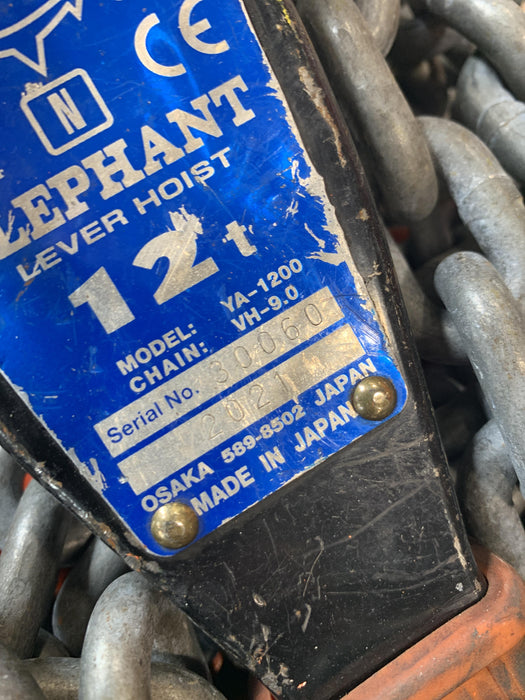 CE
N
ELEPHANT
LEVER HOIST
12t
MODEL: YA-1200
CHAIN: VH-9.0
Serial No. 30060
2021
OSAKA 589-8502 JAPAN
MADE IN JAPAN